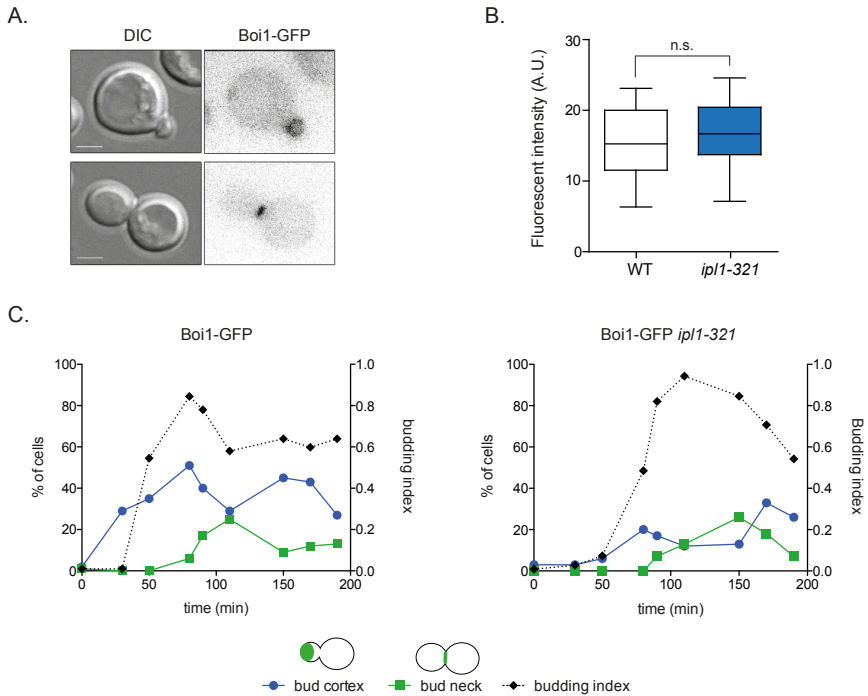 A.
DIC
Boi1-GFP
B.
Fluorescent intensity (A.U.)
30
20
10
0
n.s.
WT
ipl1-321
C.
Boi1-GFP
% of cells
100
80
60
40
20
0
0
50
100
150
200
time (min)
1.0
0.8
0.6
0.4
0.2
0.0
budding index
Boi1-GFP ipl1-321
% of cells
100
80
60
40
20
0
0
50
100
150
200
time (min)
1.0
0.8
0.6
0.4
0.2
0.0
Budding index
bud cortex
bud neck
budding index